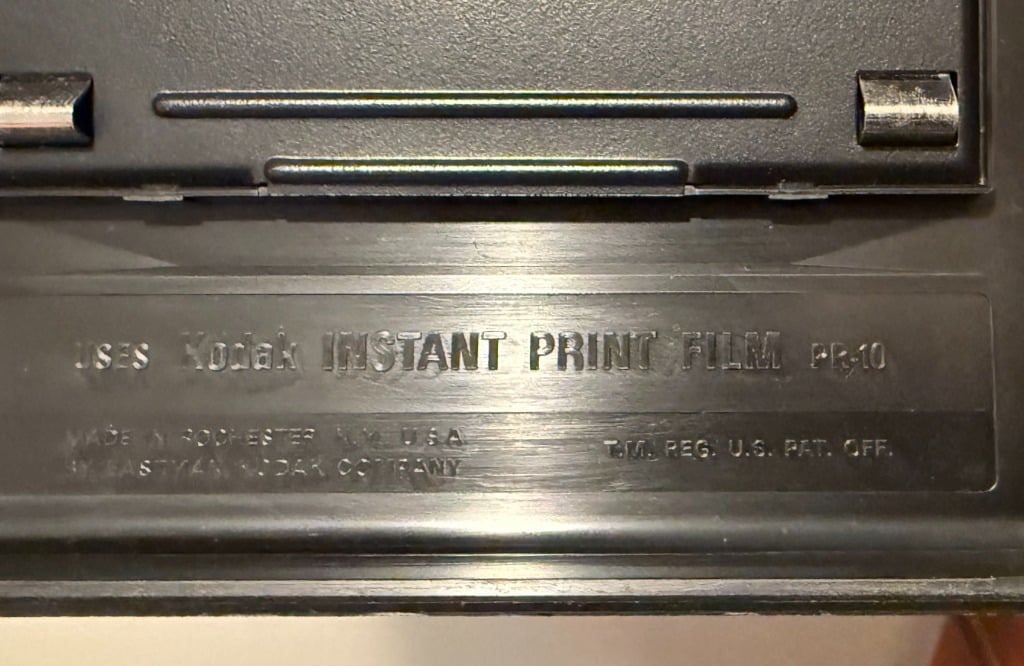 USES Kodak INSTANT PRINT FILM PR-10
MADE IN ROCHESTER, N.Y. U.S.A.
BY EASTMAN KODAK COMPANY
T.M. REG. U.S. PAT. OFF.